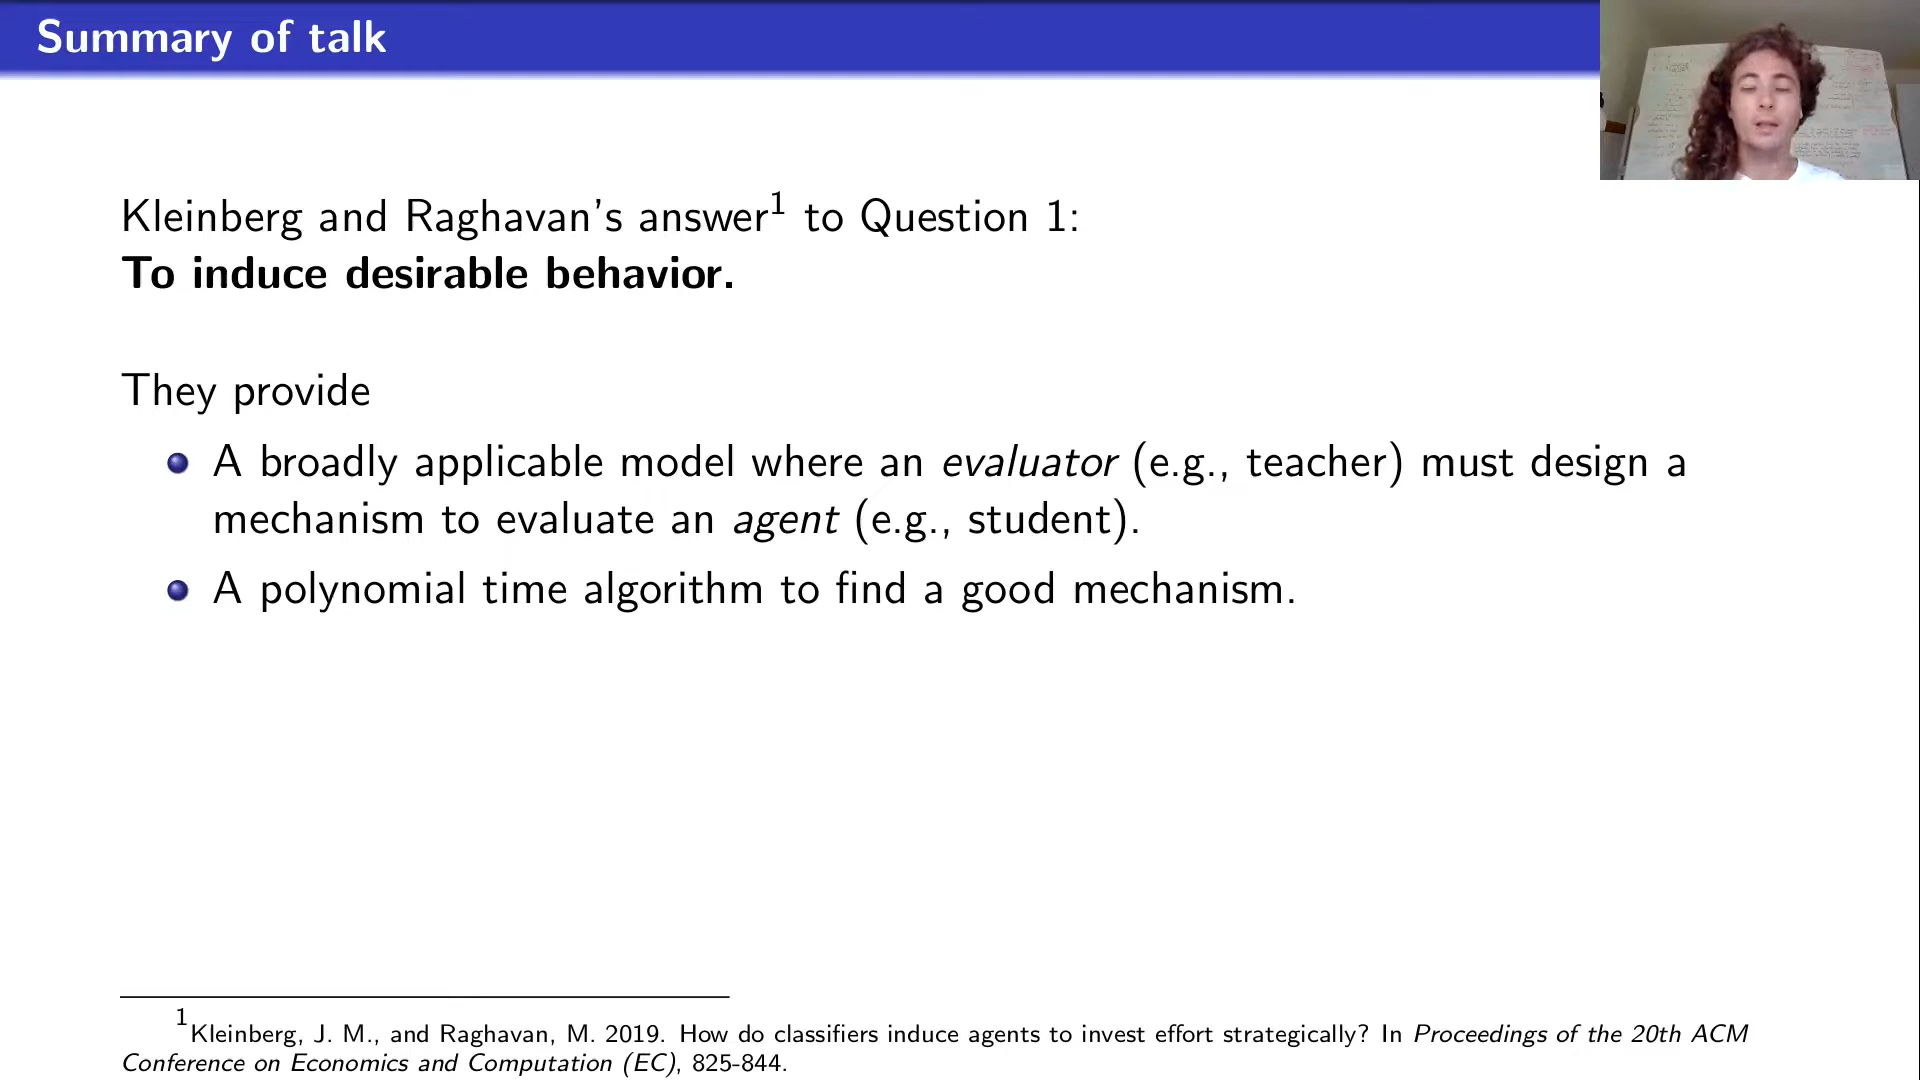 Summary of talk
Kleinberg and Raghavan's answer¹ to Question 1:
To induce desirable behavior.
They provide
A broadly applicable model where an evaluator (e.g., teacher) must design a
mechanism to evaluate an agent (e.g., student).
A polynomial time algorithm to find a good mechanism.
¹Kleinberg, J. M., and Raghavan, M. 2019. How do classifiers induce agents to invest effort strategically? In Proceedings of the 20th ACM
Conference on Economics and Computation (EC), 825-844.